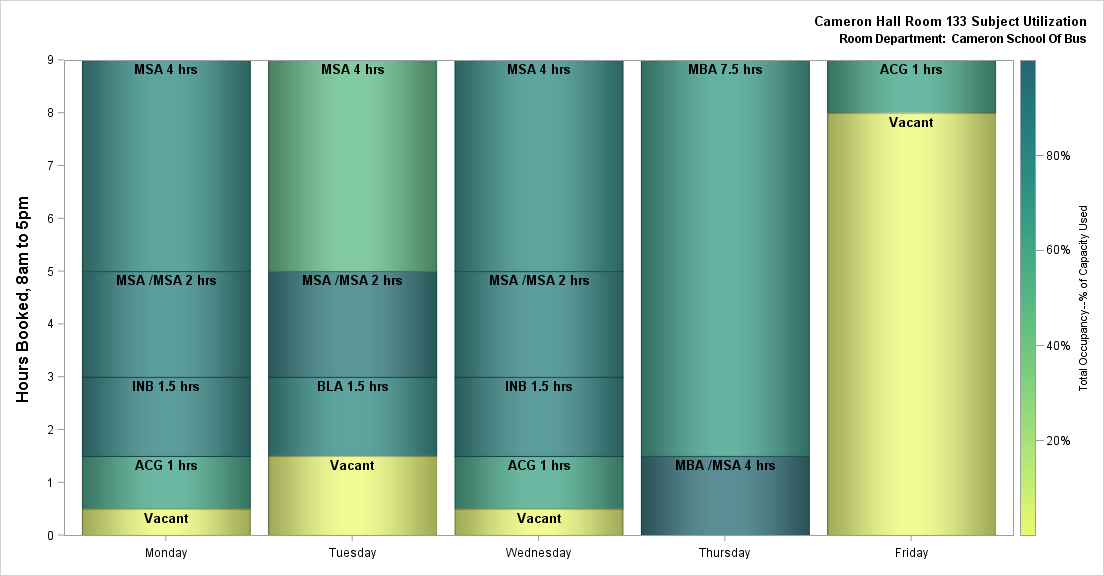 Cameron Hall Room 133 Subject Utilization
Room Department: Cameron School Of Bus
Hours Booked, 8am to 5pm
9
8
7
6
5
4
3
2
1
0
MSA 4 hrs
MSA /MSA 2 hrs
INB 1.5 hrs
ACG 1 hrs
Vacant
MSA 4 hrs
MSA /MSA 2 hrs
BLA 1.5 hrs
Vacant
MSA 4 hrs
MSA /MSA 2 hrs
INB 1.5 hrs
ACG 1 hrs
Vacant
MBA 7.5 hrs
MBA /MSA 4 hrs
ACG 1 hrs
Vacant
Monday
Tuesday
Wednesday
Thursday
Friday
80%
60%
40%
20%
Total Occupancy--% of Capacity Used